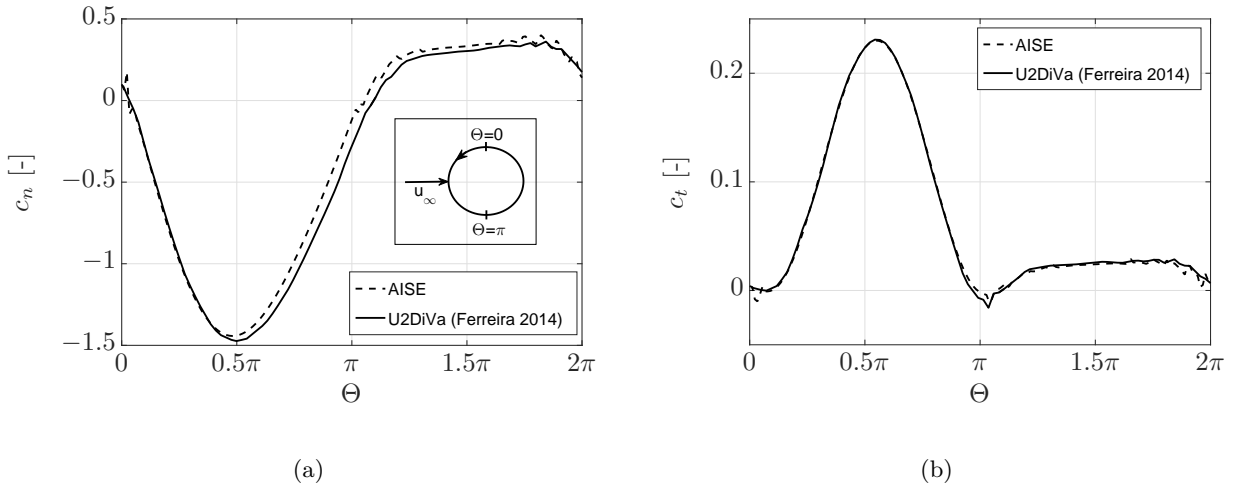 0.5
0
−0.5
−1
−1.5
c_n [-]
0
0.5π
π
1.5π
2π
Θ
Θ=0
u_∞
Θ=π
AISE
U2DiVa (Ferreira 2014)
(a)
0.2
0.1
0
c_t [-]
0
0.5π
π
1.5π
2π
Θ
AISE
U2DiVa (Ferreira 2014)
(b)